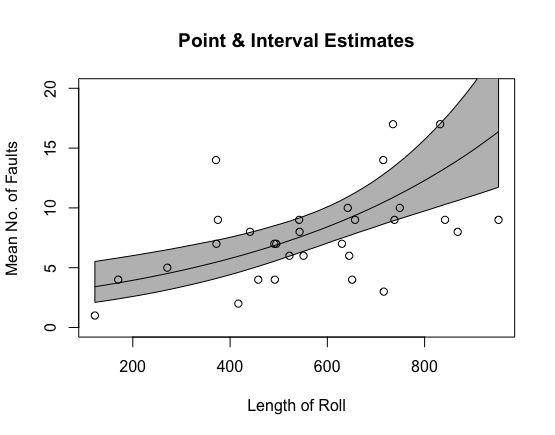 Point & Interval Estimates
Mean No. of Faults
20
15
10
5
0
200 400 600 800
Length of Roll